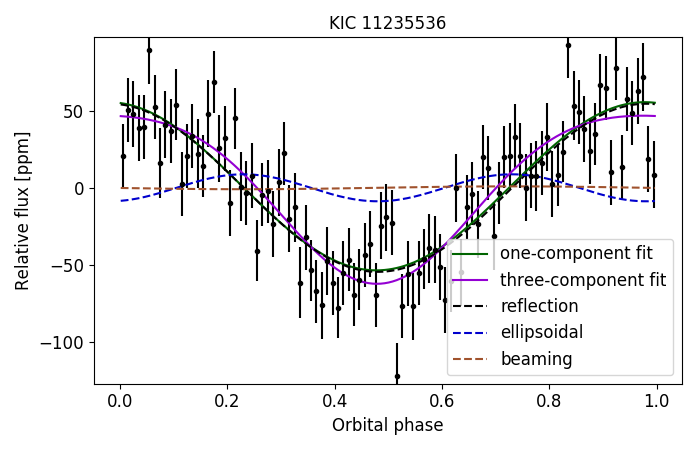 KIC 11235536
Relative flux [ppm]
50
0
−50
−100
one-component fit
three-component fit
reflection
ellipsoidal
beaming
0.0 0.2 0.4 0.6 0.8 1.0
Orbital phase